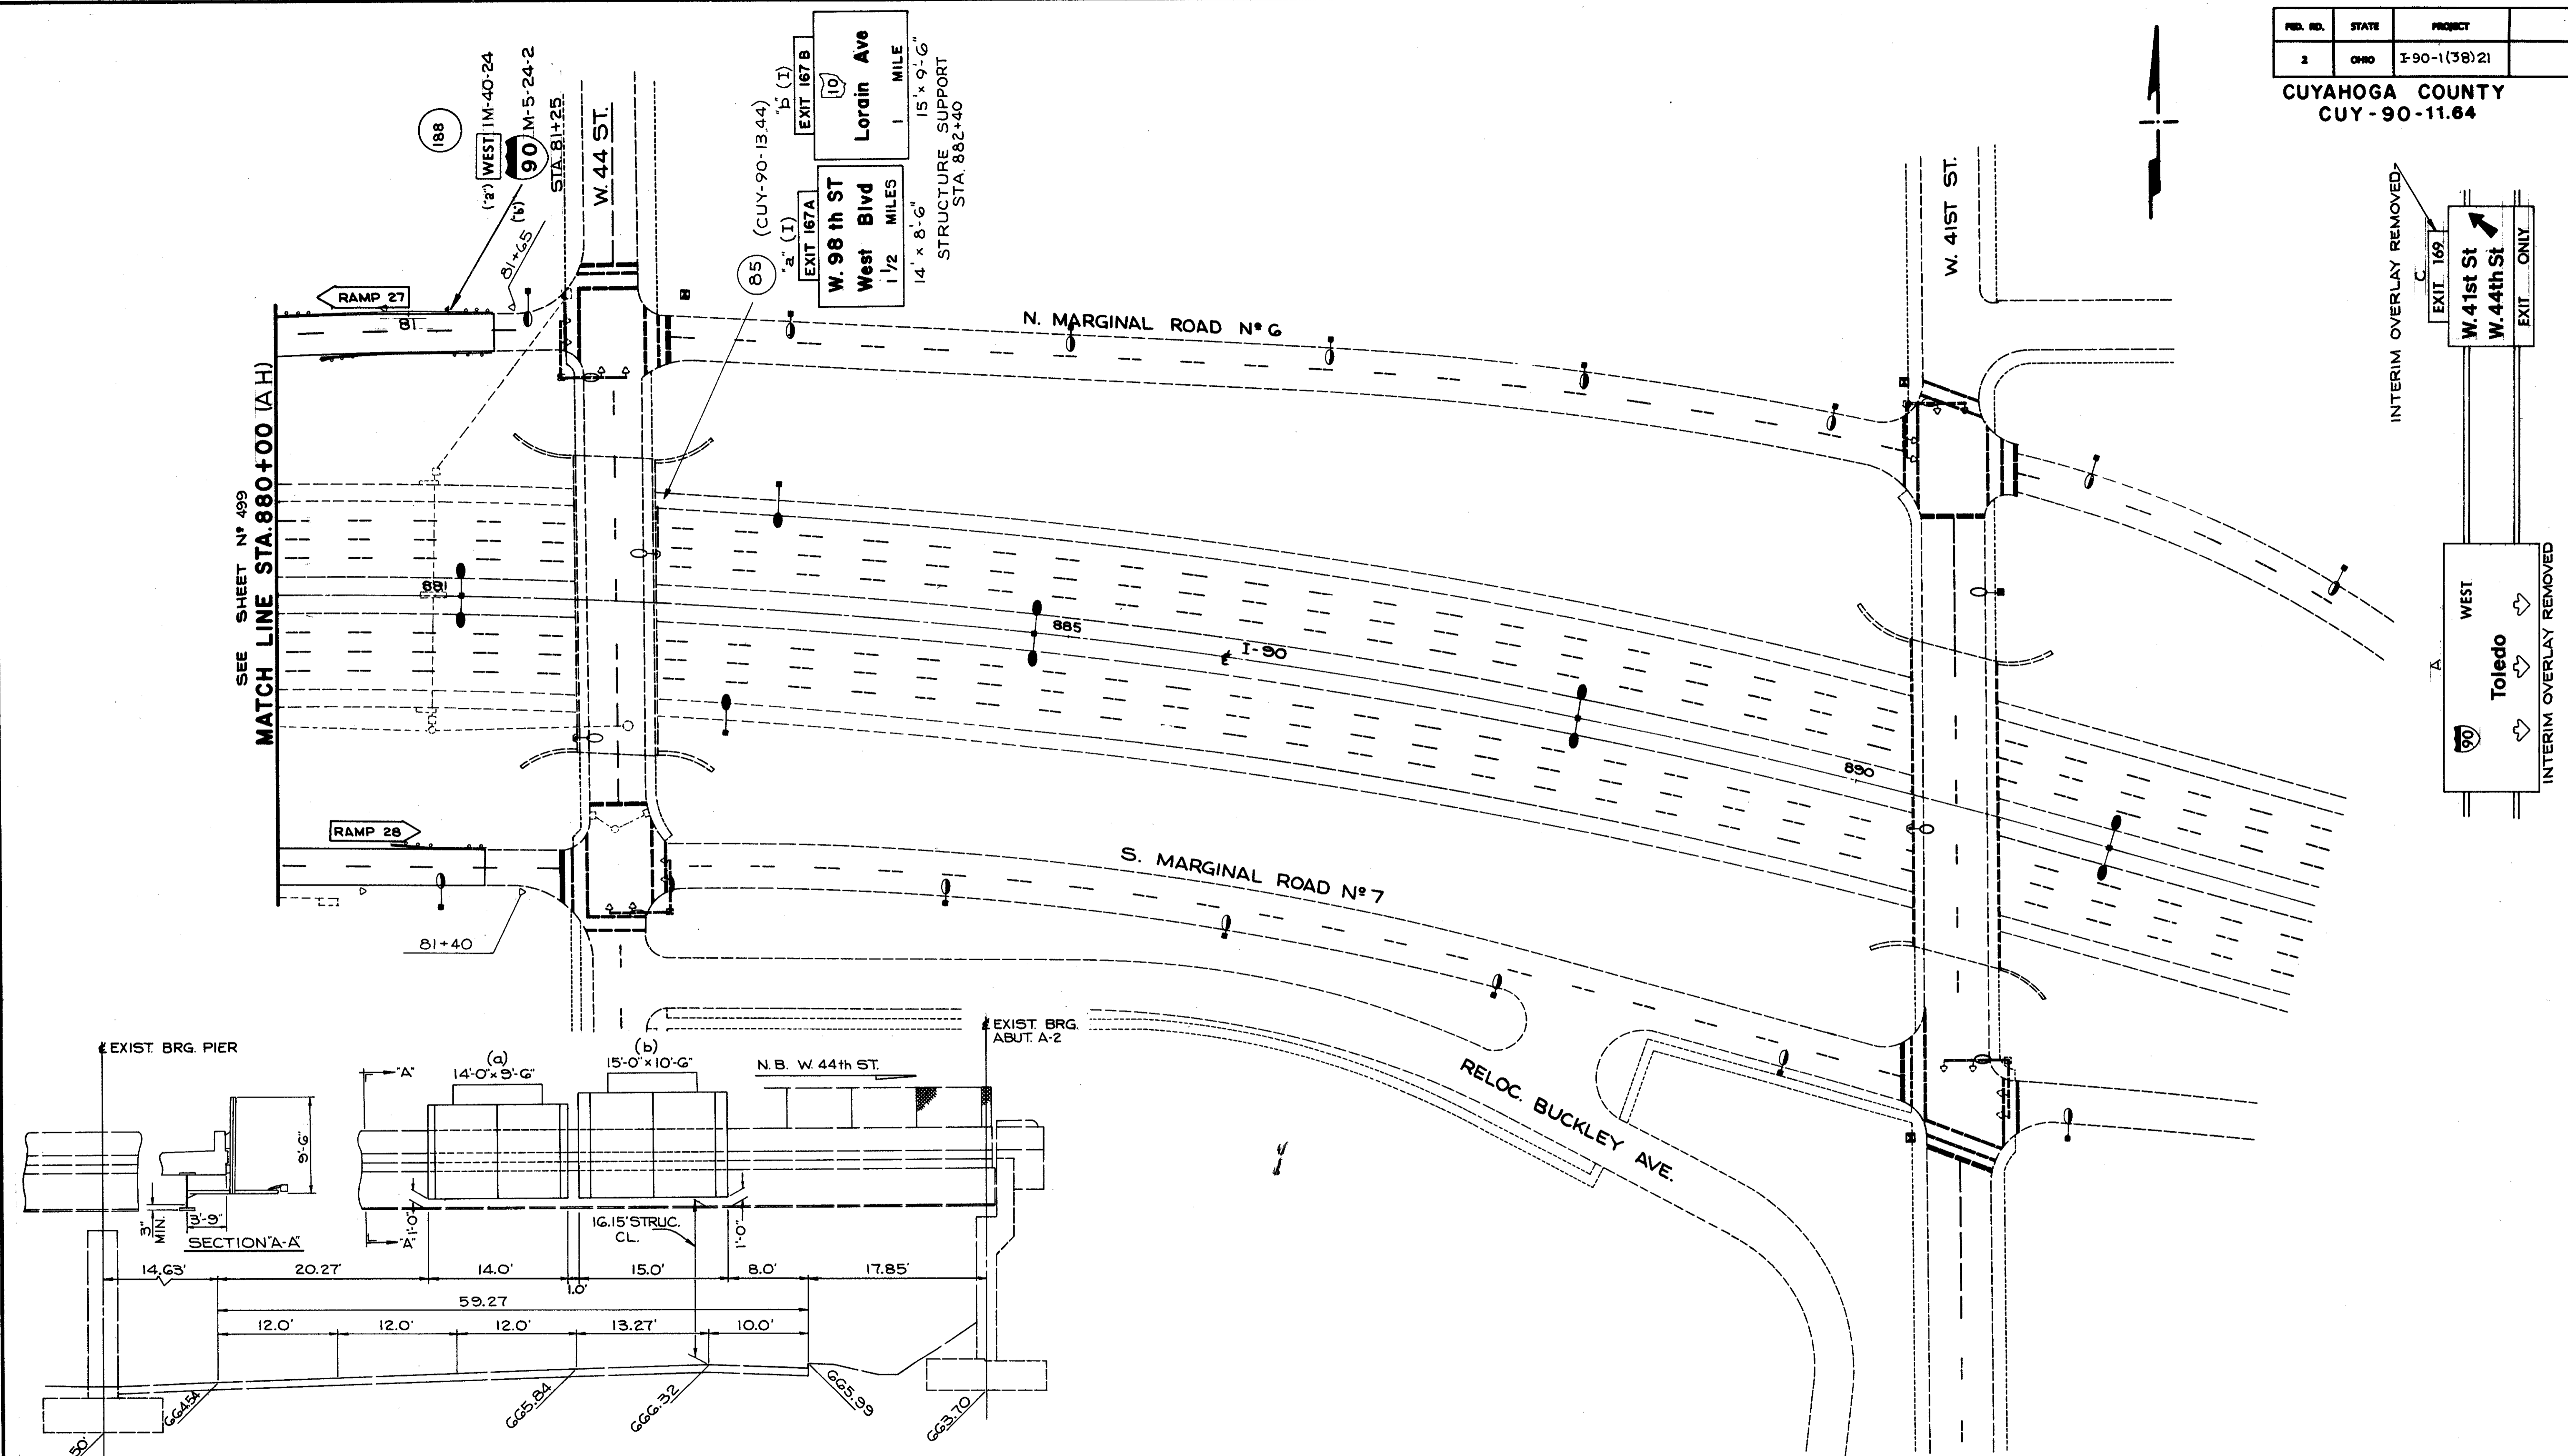 FED. RD. STATE PROJECT
2 OHIO I-90-1(38)21
CUYAHOGA COUNTY
CUY-90-11.64
188
("a") WEST IM-40-24
("b") 90 M-5-24-2
STA. 81+25
81+65
W. 44 ST.
85 (CUY-90-13.44)
"a" (I)
EXIT 167A
W. 98 th ST
West Blvd
1 1/2 MILES
14' x 8'-6"
"b" (I)
EXIT 167 B
10
Lorain Ave
1 MILE
15' x 9'-6"
STRUCTURE SUPPORT
STA. 882+40
W. 41ST ST.
INTERIM OVERLAY REMOVED
C
EXIT 169
W. 41st St
W. 44th St
EXIT ONLY
A
90 WEST
Toledo
INTERIM OVERLAY REMOVED
RAMP 27
81
N. MARGINAL ROAD Nº 6
SEE SHEET Nº 499
MATCH LINE STA. 880+00 (AH)
881
885
℄ I-90
890
RAMP 28
81+40
S. MARGINAL ROAD Nº 7
RELOC. BUCKLEY AVE.
℄ EXIST. BRG. PIER
℄ EXIST. BRG.
ABUT. A-2
"A"
(a)
14'-0" x 9'-6"
(b)
15'-0" x 10'-6"
N.B. W. 44th ST.
9'-6"
3"
MIN.
3'-9"
SECTION "A-A"
"A"
1'-0"
16.15' STRUC.
CL.
1'-0"
14.63' 20.27' 14.0' 1.0' 15.0' 8.0' 17.85'
59.27
12.0' 12.0' 12.0' 13.27' 10.0'
664.54
665.84
666.32
665.99
663.70
50'